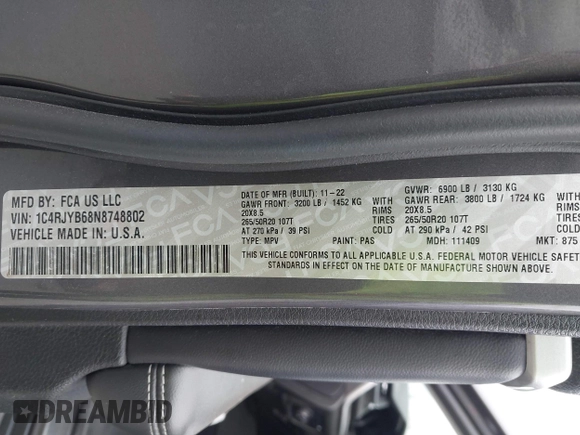 MFD BY: FCA US LLC
VIN: 1C4RJYB68N8748802
VEHICLE MADE IN: U.S.A.
DATE OF MFR (BUILT): 11-22
GAWR FRONT: 3200 LB / 1452 KG WITH
20X8.5 RIMS
265/50R20 107T TIRES
AT 270 kPa / 39 PSI COLD
TYPE: MPV PAINT: PAS
GVWR: 6900 LB / 3130 KG
GAWR REAR: 3800 LB / 1724 KG WITH
20X8.5
265/50R20 107T
AT 290 kPa / 42 PSI
MDH: 111409 MKT: 875
THIS VEHICLE CONFORMS TO ALL APPLICABLE U.S.A. FEDERAL MOTOR VEHICLE SAFETY
STANDARDS IN EFFECT ON THE DATE OF MANUFACTURE SHOWN ABOVE.
DREAMBID